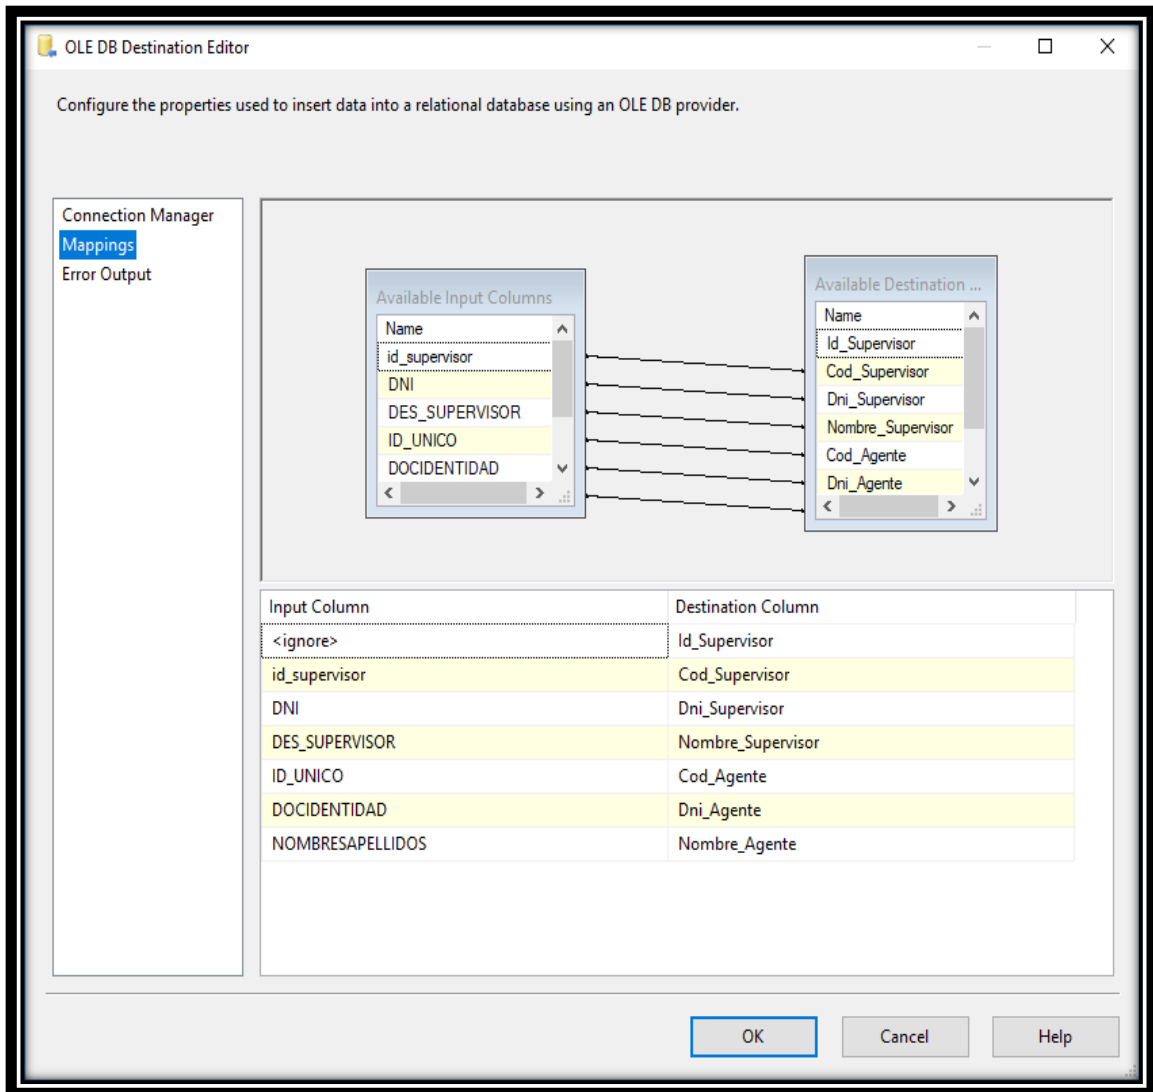 OLE DB Destination Editor
Configure the properties used to insert data into a relational database using an OLE DB provider.
Connection Manager
Mappings
Error Output
Available Input Columns
Name
id_supervisor
DNI
DES_SUPERVISOR
ID_UNICO
DOCIDENTIDAD
Available Destination ...
Name
Id_Supervisor
Cod_Supervisor
Dni_Supervisor
Nombre_Supervisor
Cod_Agente
Dni_Agente
Input Column Destination Column
<ignore> Id_Supervisor
id_supervisor Cod_Supervisor
DNI Dni_Supervisor
DES_SUPERVISOR Nombre_Supervisor
ID_UNICO Cod_Agente
DOCIDENTIDAD Dni_Agente
NOMBRESAPELLIDOS Nombre_Agente
OK Cancel Help